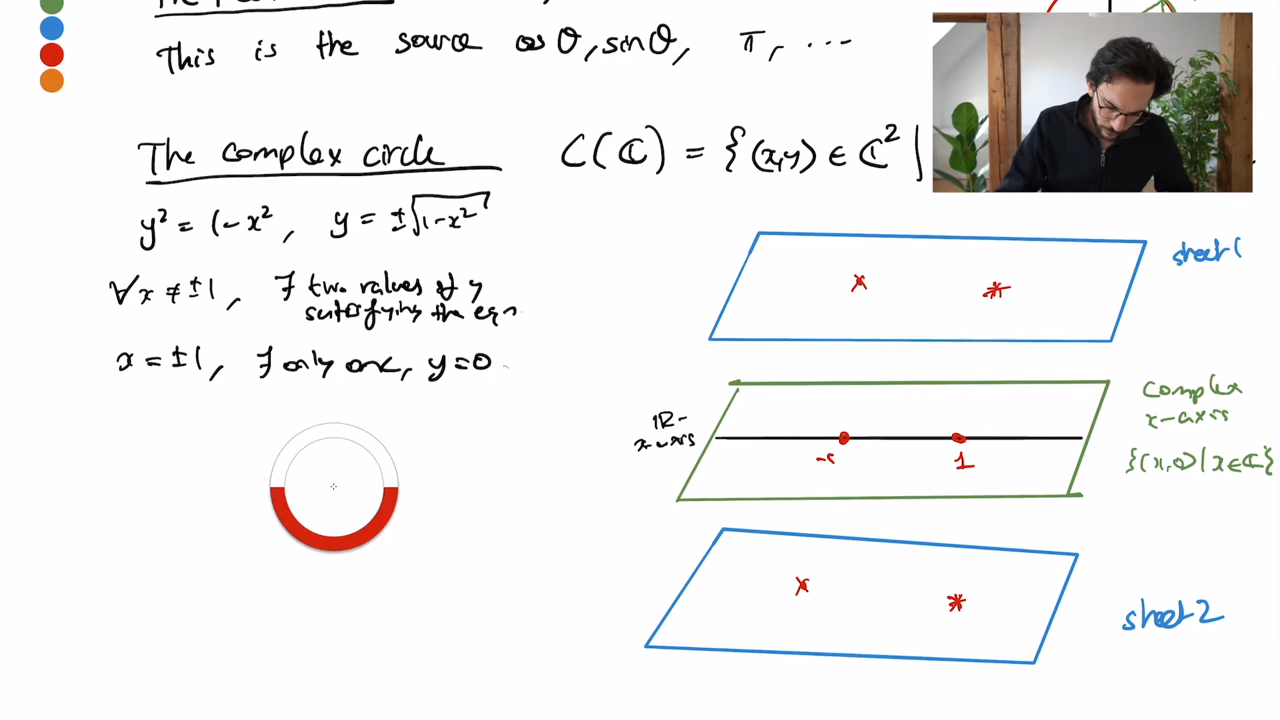 This is the source cos θ, sin θ, π, ...
The complex circle
C(ℂ) = {(x,y) ∈ ℂ² |
y² = 1-x², y = ±√1-x²
∀x ≠ ±1, ∃ two values of y
satisfying the eqn.
x = ±1, ∃ only one, y=0
sheet 1
complex
x-axis
{(x,0) | x∈ℂ}
ℝ-
x-axis
-1
1
sheet 2